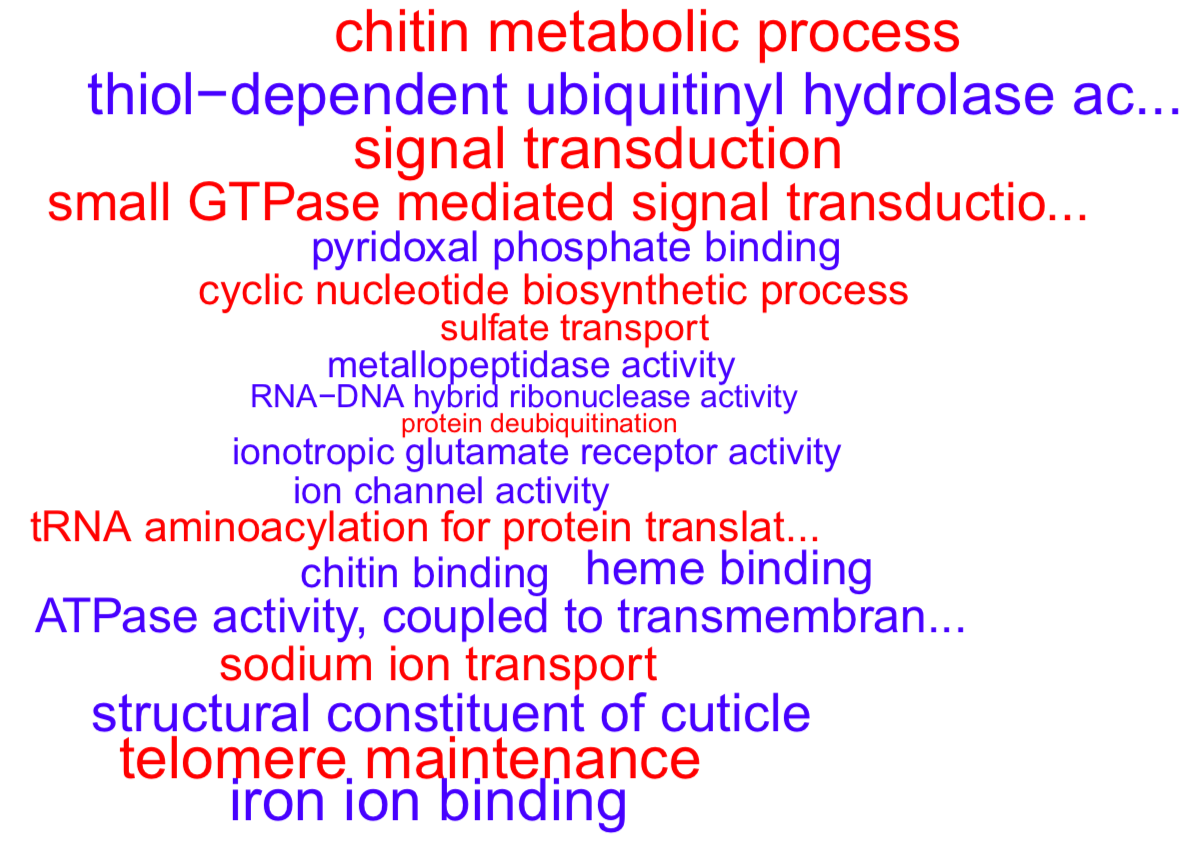 chitin metabolic process
thiol−dependent ubiquitinyl hydrolase ac...
signal transduction
small GTPase mediated signal transductio...
pyridoxal phosphate binding
cyclic nucleotide biosynthetic process
sulfate transport
metallopeptidase activity
RNA−DNA hybrid ribonuclease activity
protein deubiquitination
ionotropic glutamate receptor activity
ion channel activity
tRNA aminoacylation for protein translat...
chitin binding heme binding
ATPase activity, coupled to transmembran...
sodium ion transport
structural constituent of cuticle
telomere maintenance
iron ion binding